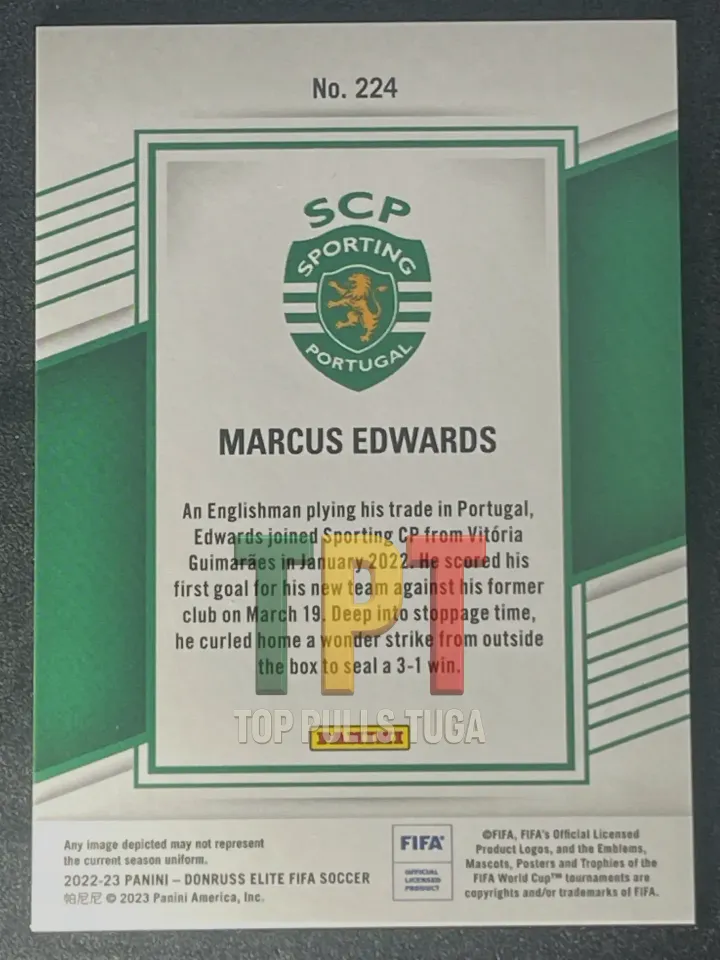 No. 224
SCP
SPORTING
PORTUGAL
MARCUS EDWARDS
An Englishman plying his trade in Portugal,
Edwards joined Sporting CP from Vitória
Guimarães in January 2022. He scored his
first goal for his new team against his former
club on March 19. Deep into stoppage time,
he curled home a wonder strike from outside
the box to seal a 3-1 win.
TPT
TOP PULLS TUGA
PANINI
Any image depicted may not represent
the current season uniform.
2022-23 PANINI – DONRUSS ELITE FIFA SOCCER
帕尼尼 © 2023 Panini America, Inc.
FIFA®
OFFICIAL
LICENSED
PRODUCT
©FIFA, FIFA's Official Licensed
Product Logos, and the Emblems,
Mascots, Posters and Trophies of the
FIFA World Cup™ tournaments are
copyrights and/or trademarks of FIFA.